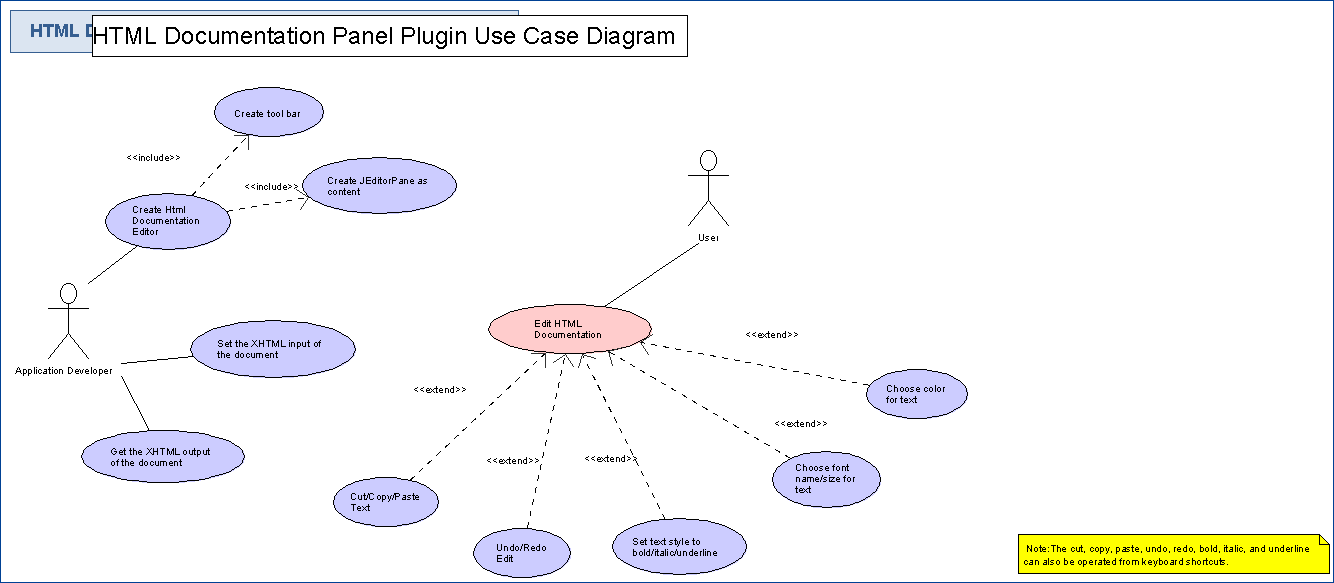 HTML D
HTML Documentation Panel Plugin Use Case Diagram
Create tool bar
<<include>>
<<include>>
Create JEditorPane as
content
Create Html
Documentation
Editor
User
Application Developer
Set the XHTML input of
the document
Get the XHTML output
of the document
Edit HTML
Documentation
<<extend>>
<<extend>>
<<extend>>
<<extend>>
<<extend>>
Choose color
for text
Choose font
name/size for
text
Cut/Copy/Paste
Text
Undo/Redo
Edit
Set text style to
bold/italic/underline
Note:The cut, copy, paste, undo, redo, bold, italic, and underline
can also be operated from keyboard shortcuts.